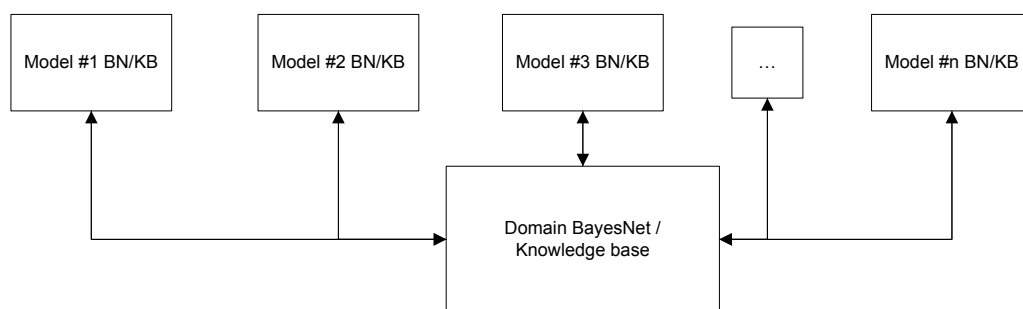 Model #1 BN/KB
Model #2 BN/KB
Model #3 BN/KB
…
Model #n BN/KB
Domain BayesNet /
Knowledge base